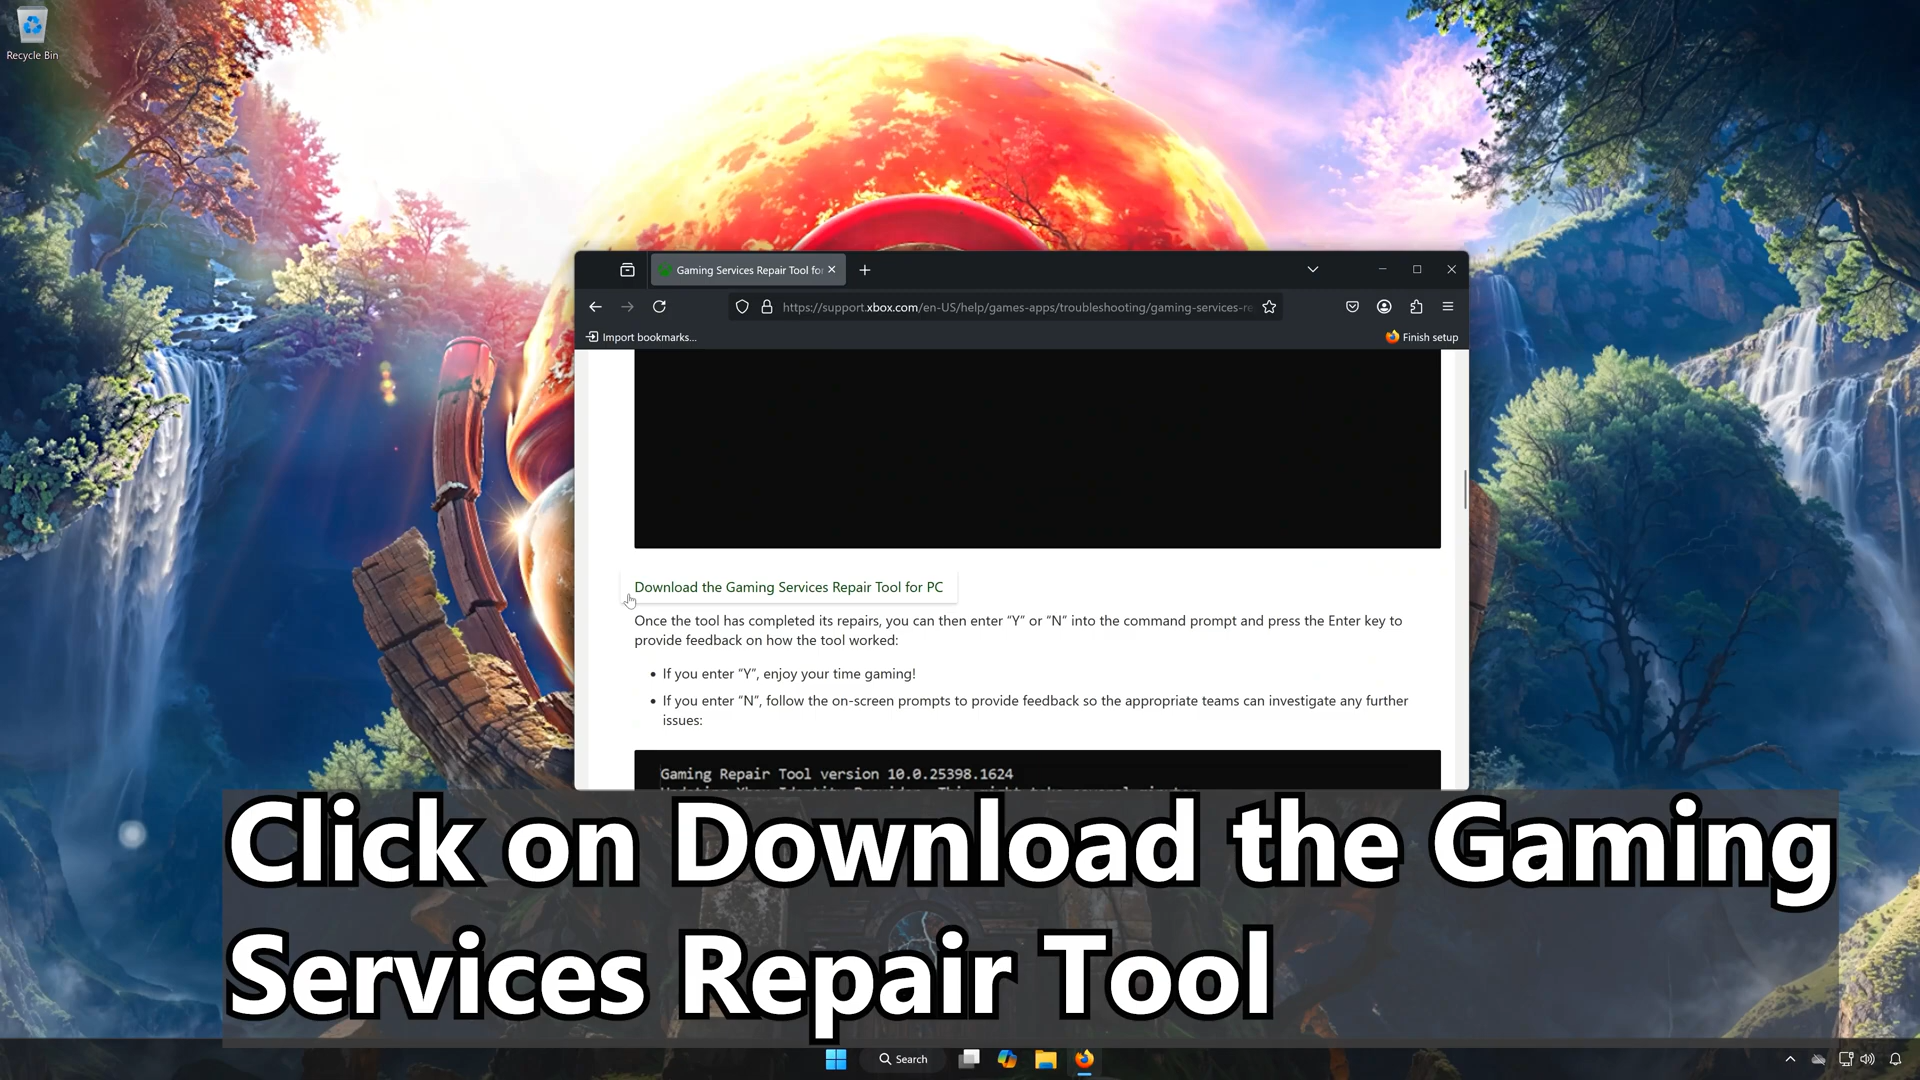 Recycle Bin
Gaming Services Repair Tool for
https://support.xbox.com/en-US/help/games-apps/troubleshooting/gaming-services-re
Import bookmarks...
Finish setup
Download the Gaming Services Repair Tool for PC
Once the tool has completed its repairs, you can then enter “Y” or “N” into the command prompt and press the Enter key to
provide feedback on how the tool worked:
• If you enter “Y”, enjoy your time gaming!
• If you enter “N”, follow the on-screen prompts to provide feedback so the appropriate teams can investigate any further
issues:
Gaming Repair Tool version 10.0.25398.1624
Click on Download the Gaming
Services Repair Tool
Search